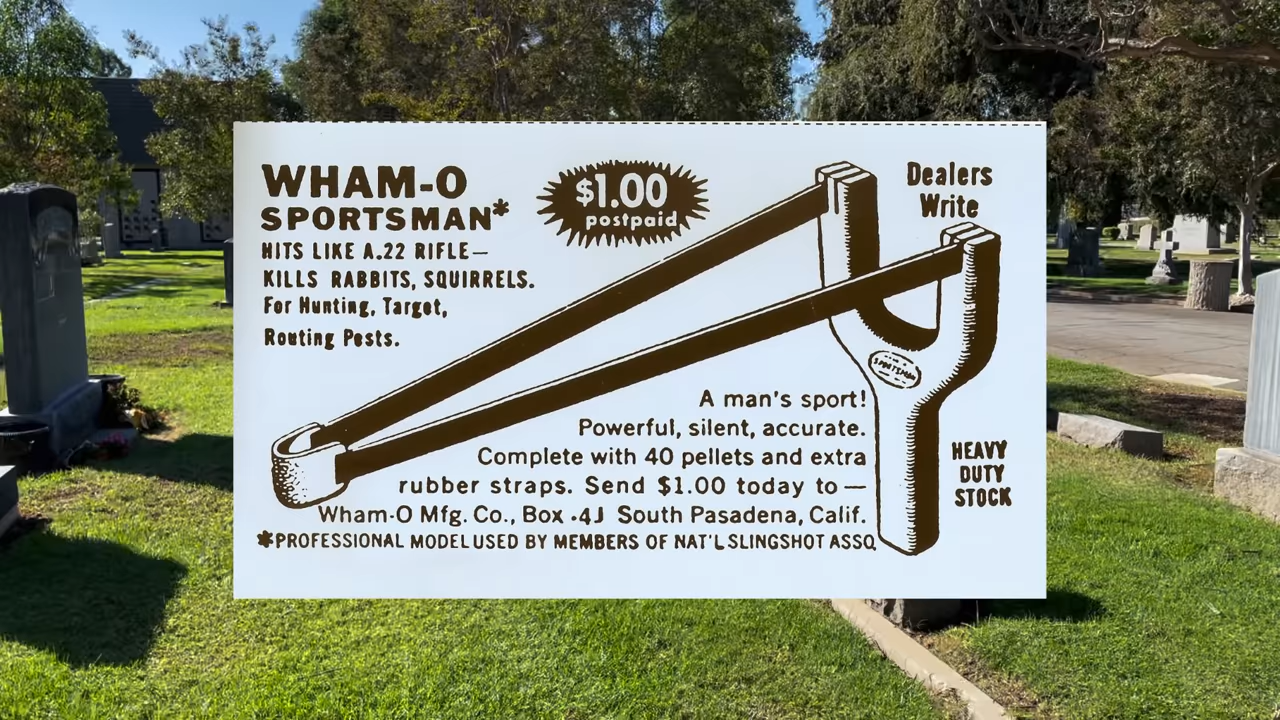 WHAM-O
SPORTSMAN*
HITS LIKE A .22 RIFLE—
KILLS RABBITS, SQUIRRELS.
For Hunting, Target,
Routing Pests.
$1.00
postpaid
Dealers
Write
SPORTSMAN
A man's sport!
Powerful, silent, accurate.
Complete with 40 pellets and extra
rubber straps. Send $1.00 today to—
Wham-O Mfg. Co., Box -4J South Pasadena, Calif.
HEAVY
DUTY
STOCK
*PROFESSIONAL MODEL USED BY MEMBERS OF NAT'L SLINGSHOT ASSO.